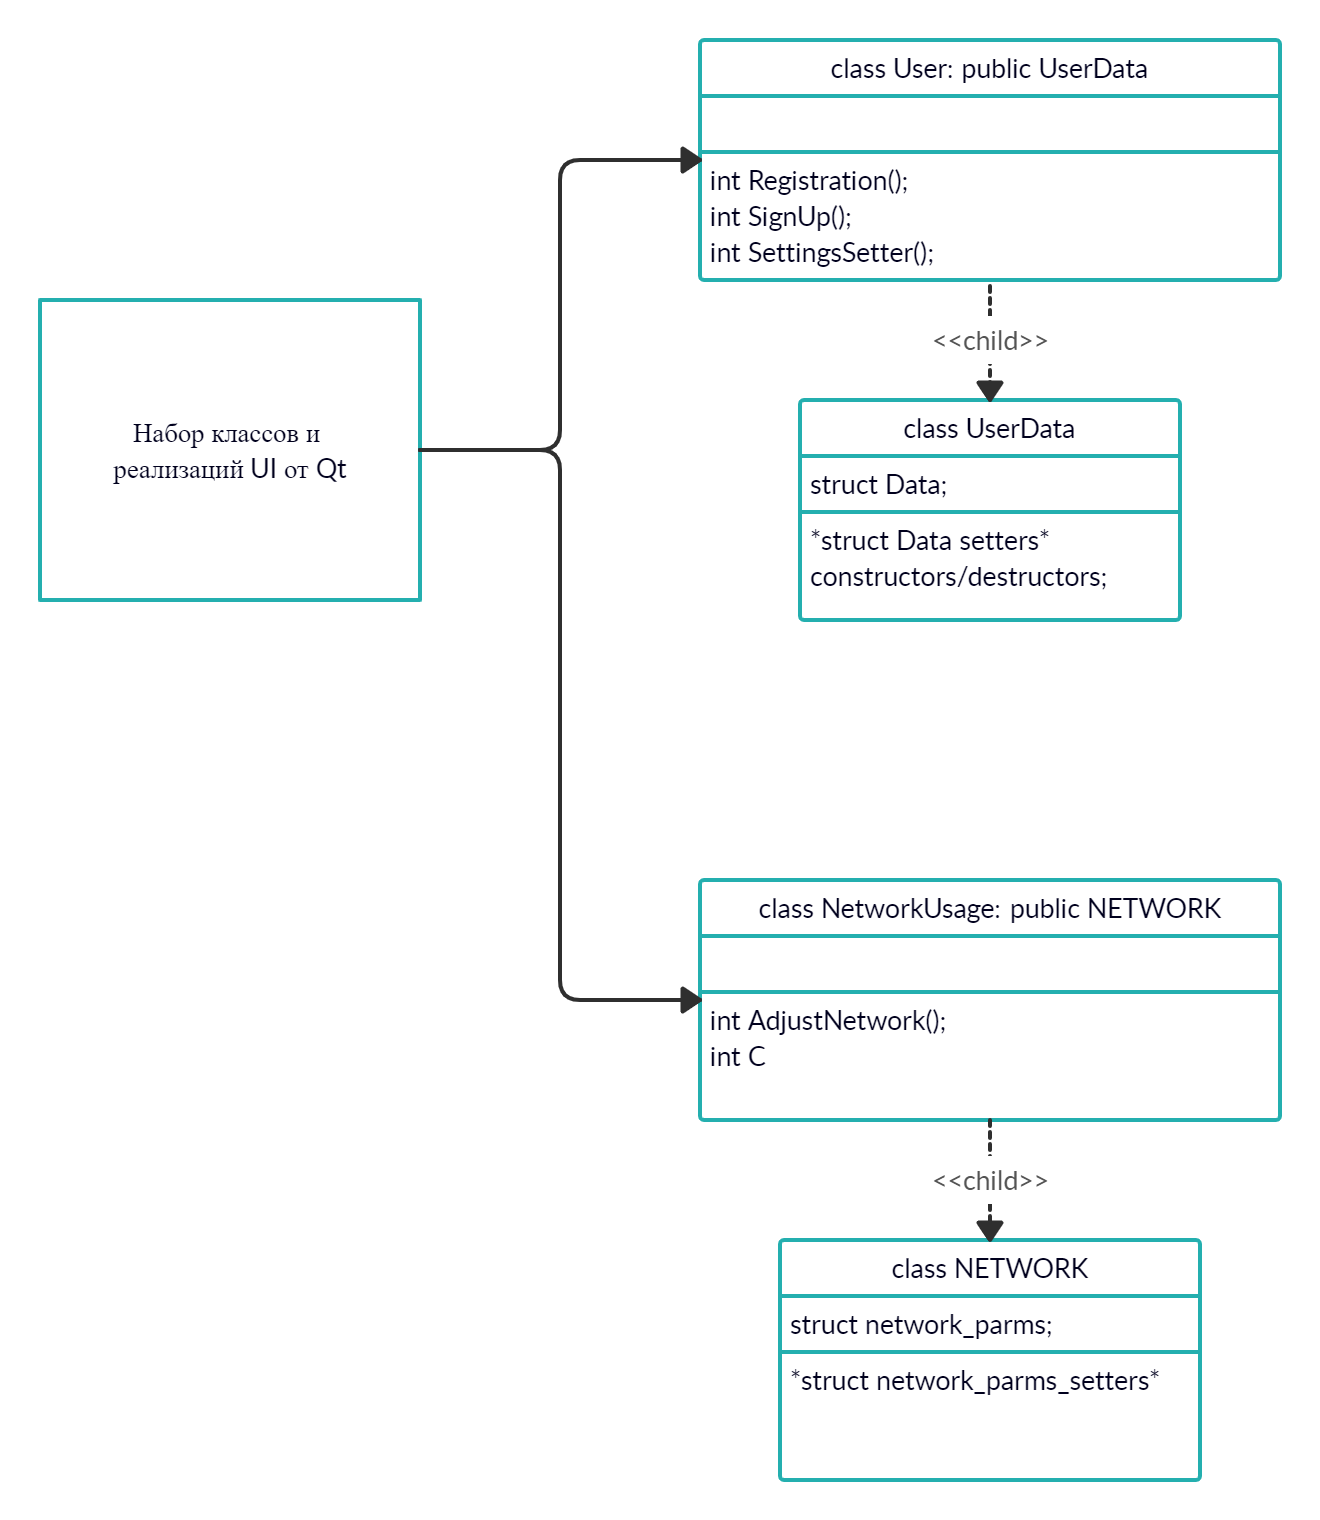 class User: public UserData
int Registration();
int SignUp();
int SettingsSetter();
<<child>>
Набор классов и
реализаций UI от Qt
class UserData
struct Data;
*struct Data setters*
constructors/destructors;
class NetworkUsage: public NETWORK
int AdjustNetwork();
int C
<<child>>
class NETWORK
struct network_parms;
*struct network_parms_setters*